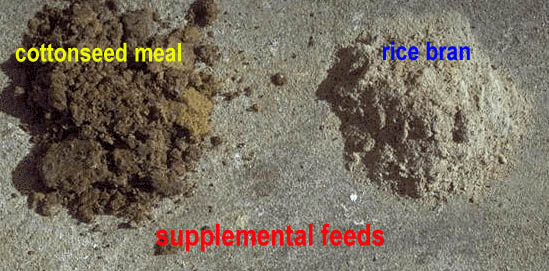 cottonseed meal
rice bran
supplemental feeds